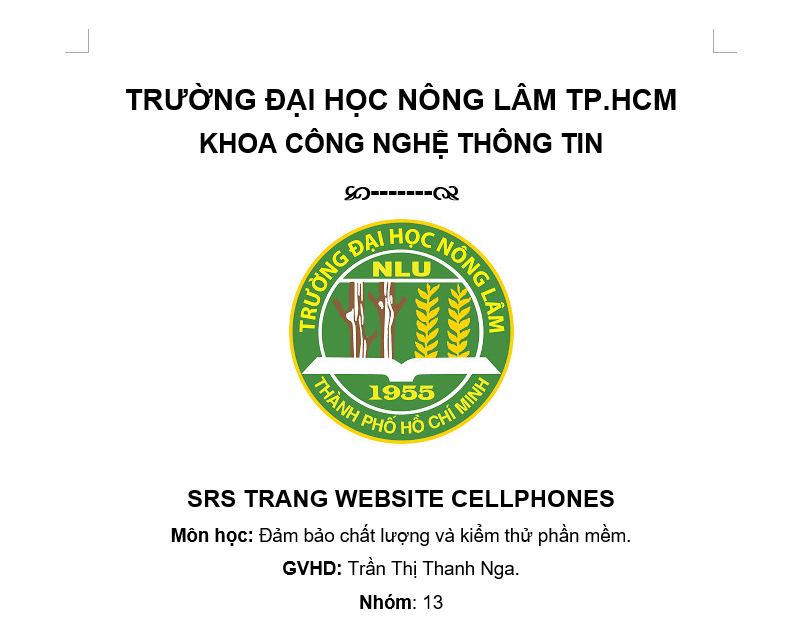 TRƯỜNG ĐẠI HỌC NÔNG LÂM TP.HCM
KHOA CÔNG NGHỆ THÔNG TIN
-------
TRƯỜNG ĐẠI HỌC NÔNG LÂM
NLU
1955
THÀNH PHỐ HỒ CHÍ MINH
SRS TRANG WEBSITE CELLPHONES
Môn học: Đảm bảo chất lượng và kiểm thử phần mềm.
GVHD: Trần Thị Thanh Nga.
Nhóm: 13